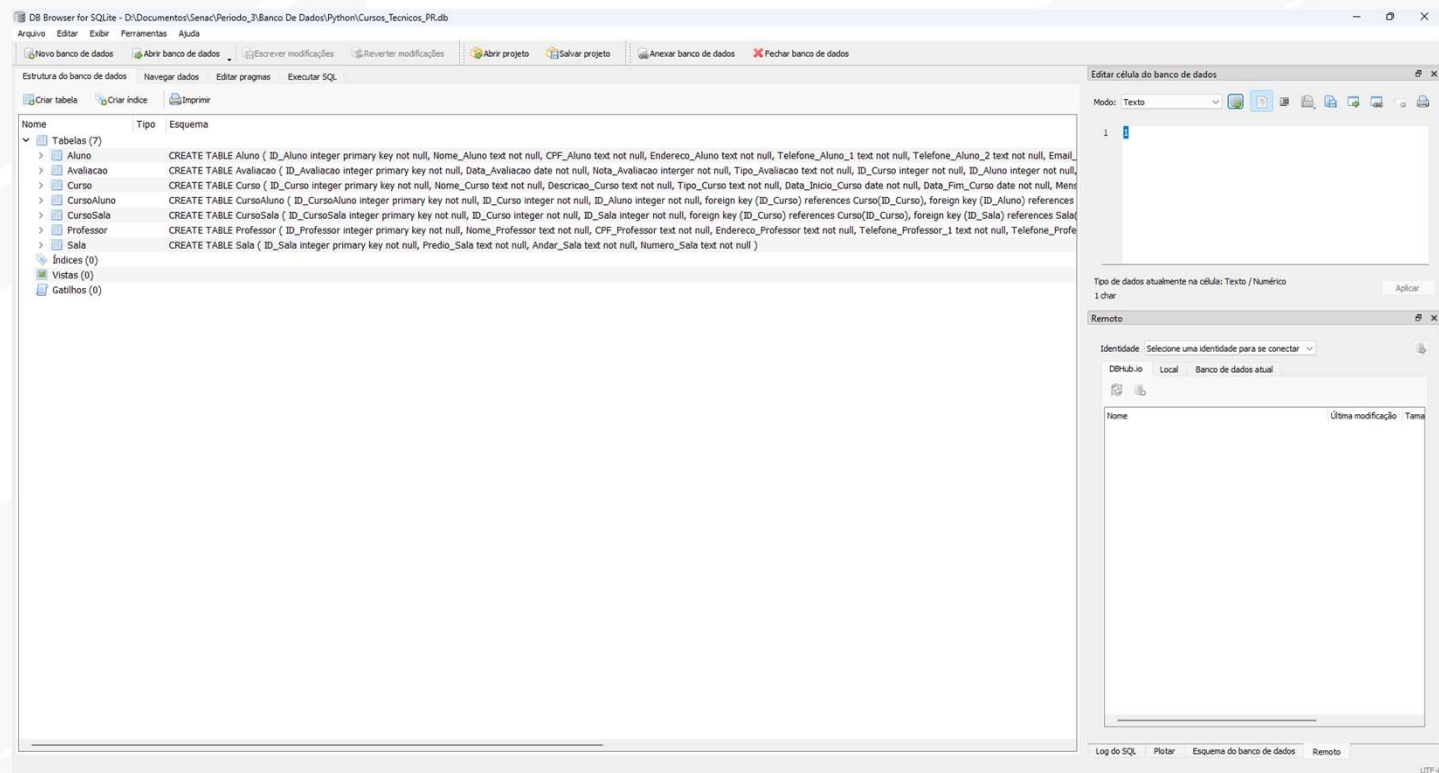 DB Browser for SQLite - D:\Documentos\Senac\Periodo_3\Banco De Dados\Python\Cursos_Tecnicos_PR.db
Arquivo Editar Exibir Ferramentas Ajuda
Novo banco de dados Abrir banco de dados Escrever modificações Reverter modificações Abrir projeto Salvar projeto Anexar banco de dados Fechar banco de dados
Estrutura do banco de dados Navegar dados Editar pragmas Executar SQL
Criar tabela Criar índice Imprimir
Nome Tipo Esquema
Tabelas (7)
Aluno CREATE TABLE Aluno ( ID_Aluno integer primary key not null, Nome_Aluno text not null, CPF_Aluno text not null, Endereco_Aluno text not null, Telefone_Aluno_1 text not null, Telefone_Aluno_2 text not null, Email_
Avaliacao CREATE TABLE Avaliacao ( ID_Avaliacao integer primary key not null, Data_Avaliacao date not null, Nota_Avaliacao interger not null, Tipo_Avaliacao text not null, ID_Curso integer not null, ID_Aluno integer not null,
Curso CREATE TABLE Curso ( ID_Curso integer primary key not null, Nome_Curso text not null, Descricao_Curso text not null, Tipo_Curso text not null, Data_Inicio_Curso date not null, Data_Fim_Curso date not null, Mens
CursoAluno CREATE TABLE CursoAluno ( ID_CursoAluno integer primary key not null, ID_Curso integer not null, ID_Aluno integer not null, foreign key (ID_Curso) references Curso(ID_Curso), foreign key (ID_Aluno) references
CursoSala CREATE TABLE CursoSala ( ID_CursoSala integer primary key not null, ID_Curso integer not null, ID_Sala integer not null, foreign key (ID_Curso) references Curso(ID_Curso), foreign key (ID_Sala) references Sala(
Professor CREATE TABLE Professor ( ID_Professor integer primary key not null, Nome_Professor text not null, CPF_Professor text not null, Endereco_Professor text not null, Telefone_Professor_1 text not null, Telefone_Profe
Sala CREATE TABLE Sala ( ID_Sala integer primary key not null, Predio_Sala text not null, Andar_Sala text not null, Numero_Sala text not null )
Índices (0)
Vistas (0)
Gatilhos (0)
Editar célula do banco de dados
Modo: Texto
1 1
Tipo de dados atualmente na célula: Texto / Numérico
1 char
Aplicar
Remoto
Identidade Selecione uma identidade para se conectar
DBHub.io Local Banco de dados atual
Nome Última modificação Tama
Log do SQL Plotar Esquema do banco de dados Remoto